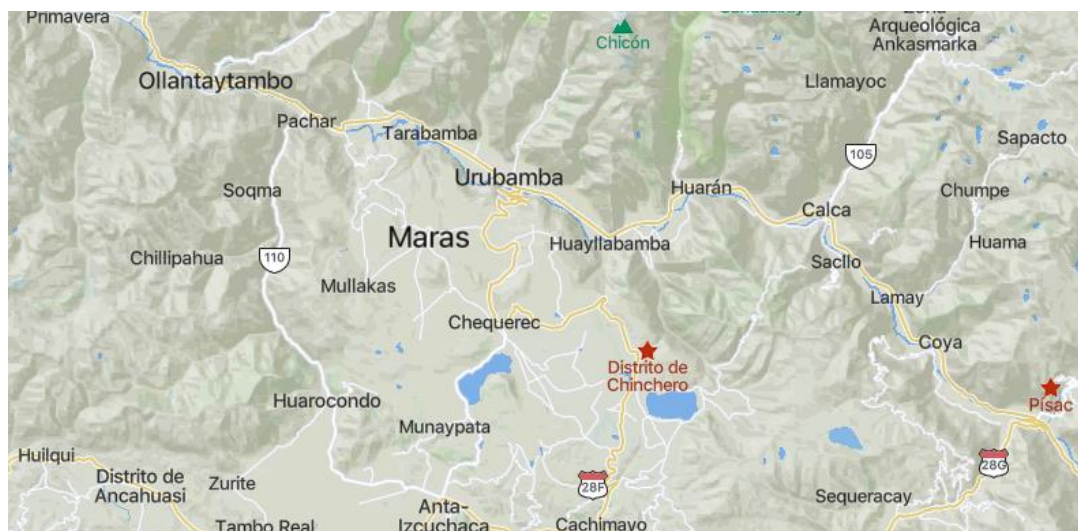 Primavera
Chicón
Arqueológica
Ankasmarka
Ollantaytambo
Llamayoc
Pachar
Tarabamba
Sapacto
105
Urubamba
Soqma
Huarán
Chumpe
Calca
Maras
Huayllabamba
Huama
Chillipahua
110
Sacllo
Mullakas
Lamay
Chequerec
Coya
Distrito de
Chinchero
Písac
Huarocondo
Munaypata
Huilqui
Distrito de
Ancahuasi
Zurite
28F
28G
Sequeracay
Anta-
Izcuchaca
Tambo Real
Cachimayo